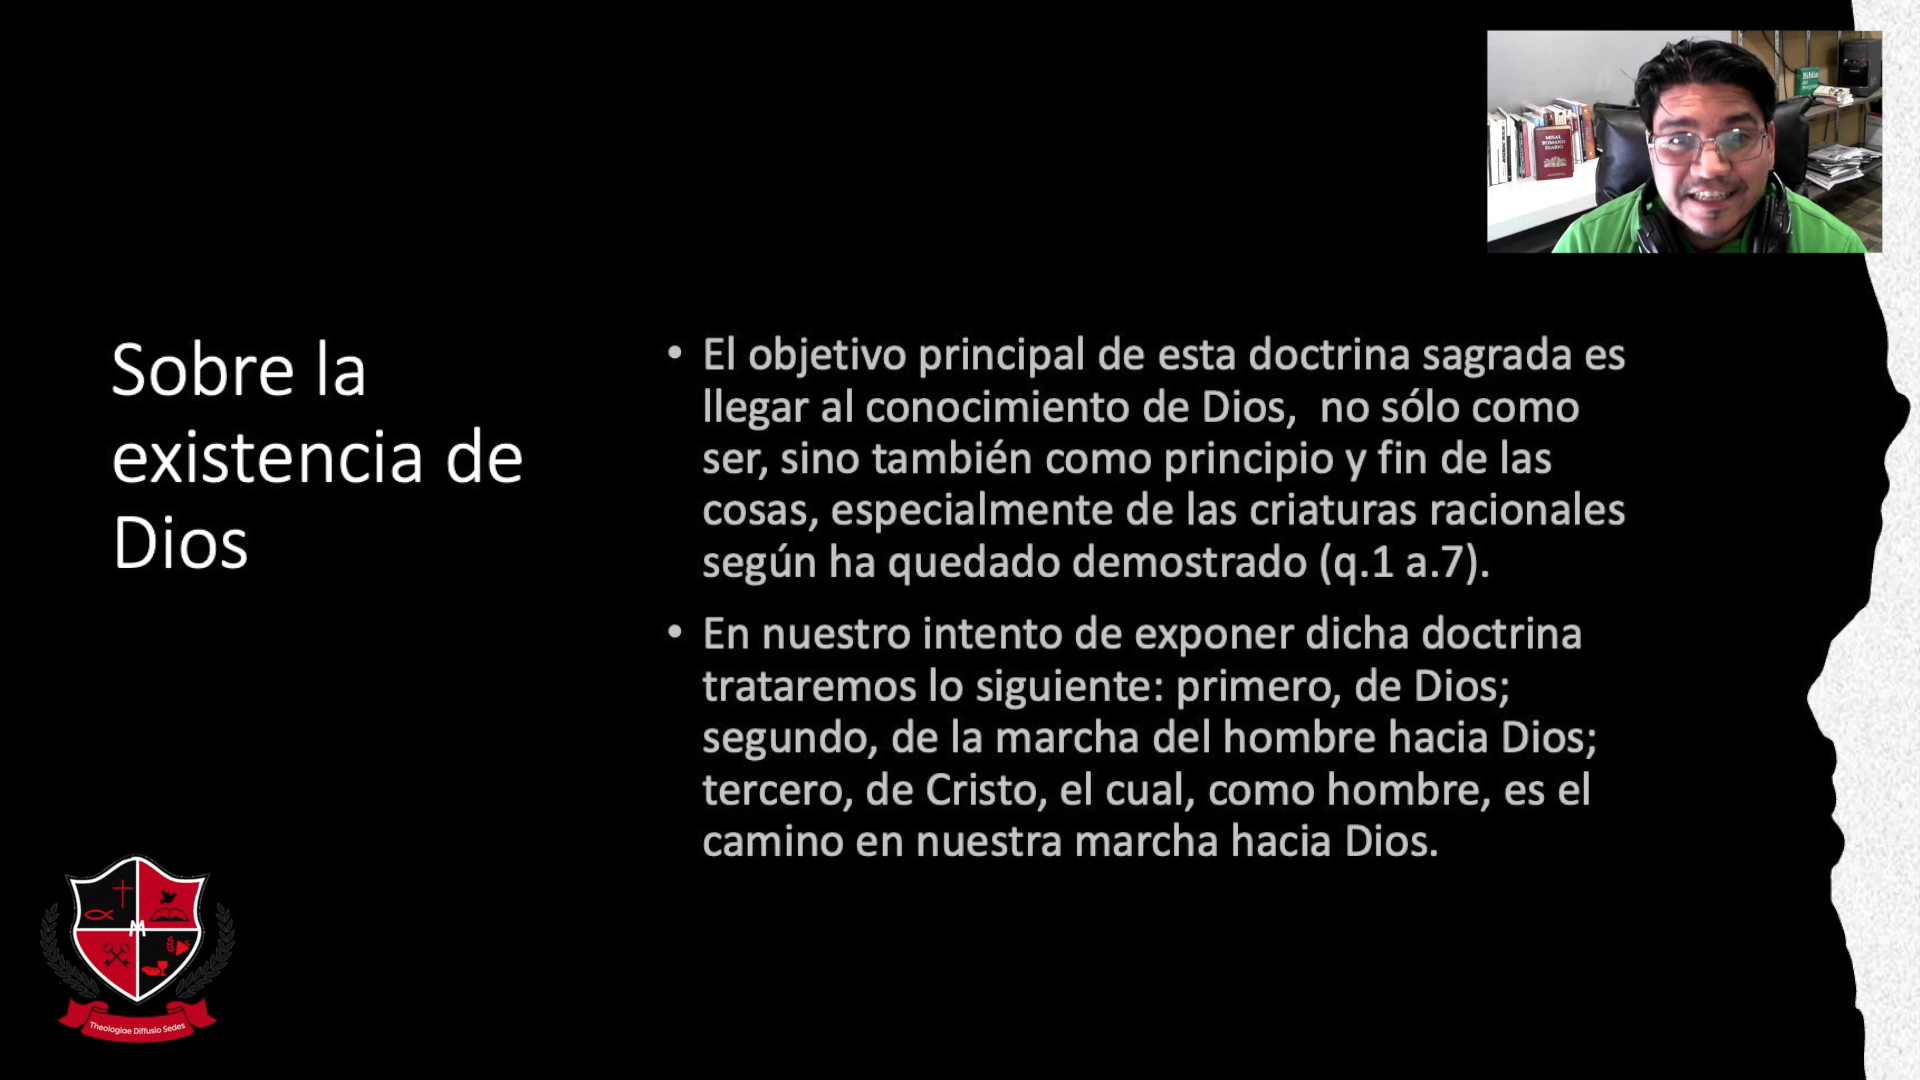 Sobre la
existencia de
Dios
• El objetivo principal de esta doctrina sagrada es
llegar al conocimiento de Dios,  no sólo como
ser, sino también como principio y fin de las
cosas, especialmente de las criaturas racionales
según ha quedado demostrado (q.1 a.7).
• En nuestro intento de exponer dicha doctrina
trataremos lo siguiente: primero, de Dios;
segundo, de la marcha del hombre hacia Dios;
tercero, de Cristo, el cual, como hombre, es el
camino en nuestra marcha hacia Dios.
MISAL
ROMANO
DIARIO
Biblia
Theologiae Diffusio Sedes